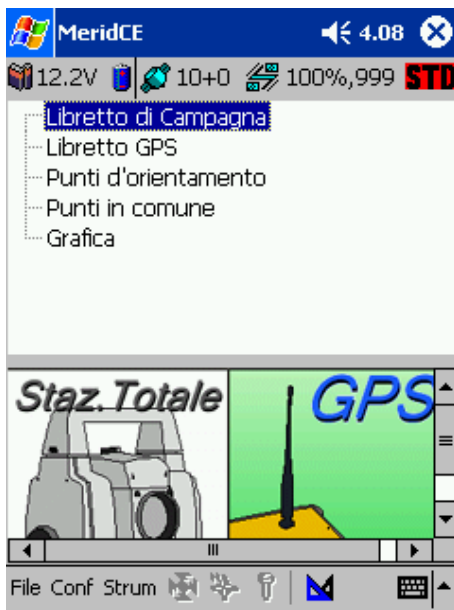 MeridCE 4.08
12.2V 10+0 100%,999 STD
Libretto di Campagna
Libretto GPS
Punti d'orientamento
Punti in comune
Grafica
Staz. Totale GPS
File Conf Strum